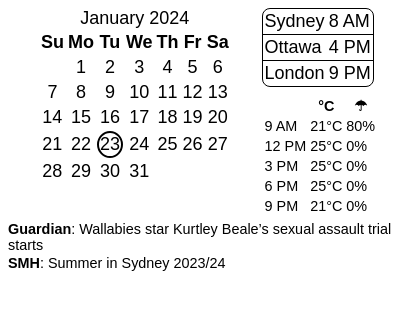 January 2024
Su Mo Tu We Th Fr Sa
1 2 3 4 5 6
7 8 9 10 11 12 13
14 15 16 17 18 19 20
21 22 23 24 25 26 27
28 29 30 31
Sydney 8 AM
Ottawa 4 PM
London 9 PM
°C ☂
9 AM 21°C 80%
12 PM 25°C 0%
3 PM 25°C 0%
6 PM 25°C 0%
9 PM 21°C 0%
Guardian: Wallabies star Kurtley Beale’s sexual assault trial
starts
SMH: Summer in Sydney 2023/24